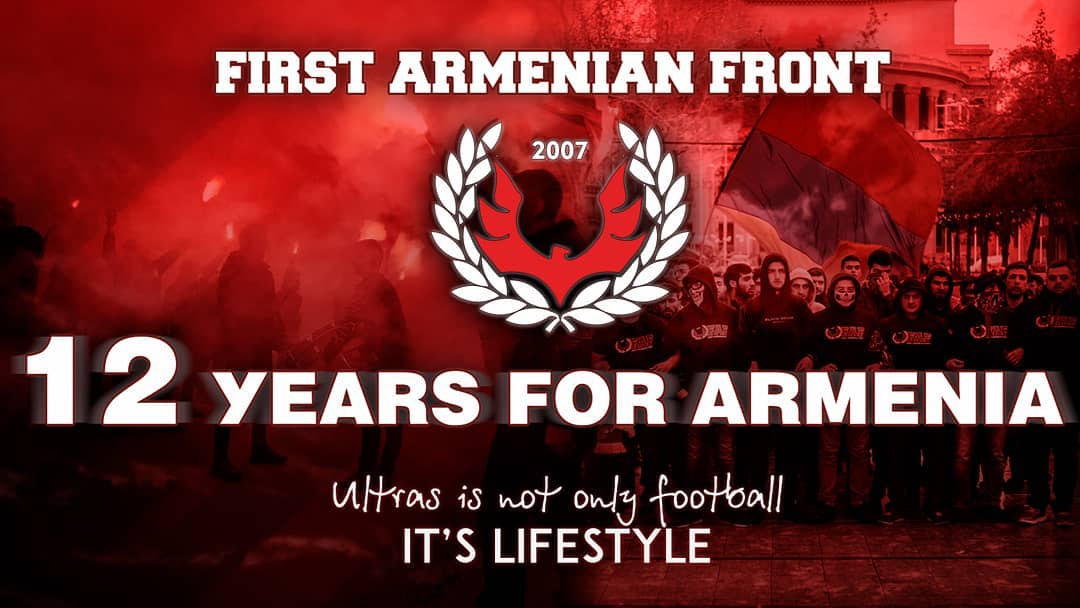 FIRST ARMENIAN FRONT
2007
12 YEARS FOR ARMENIA
Ultras is not only football
IT'S LIFESTYLE